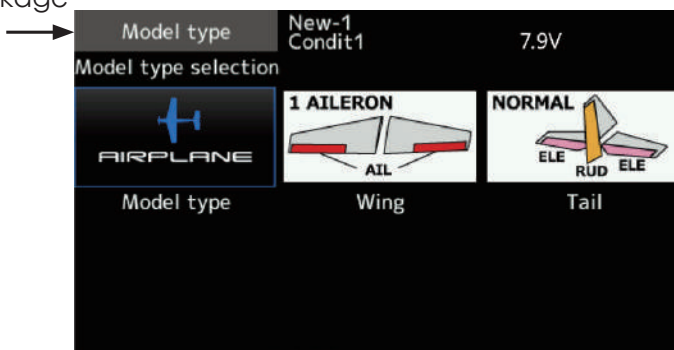 kage
Model type
New-1
Condit1
7.9V
Model type selection
AIRPLANE
1 AILERON
AIL
NORMAL
ELE
RUD
ELE
Model type
Wing
Tail